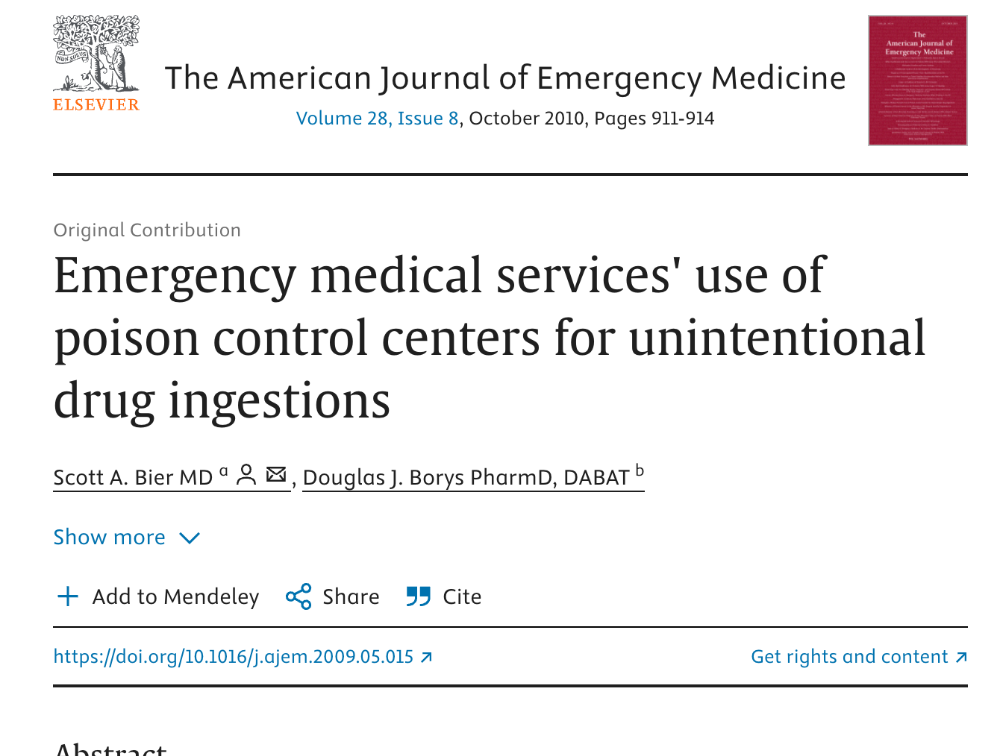 NON SOLUS
ELSEVIER
The American Journal of Emergency Medicine
Volume 28, Issue 8, October 2010, Pages 911-914
The
American Journal of
Emergency Medicine
Original Contribution
Emergency medical services' use of
poison control centers for unintentional
drug ingestions
Scott A. Bier MD a , Douglas J. Borys PharmD, DABAT b
Show more
Add to Mendeley Share Cite
https://doi.org/10.1016/j.ajem.2009.05.015 Get rights and content
Abstract